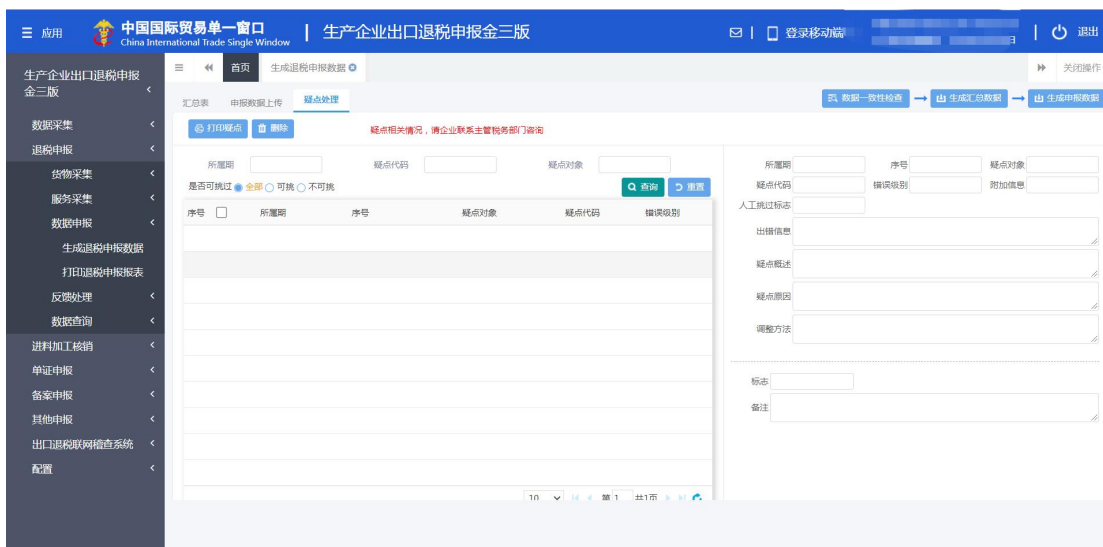 应用 中国国际贸易单一窗口 China International Trade Single Window | 生产企业出口退税申报金三版 | 登录移动端 日 | 退出
生产企业出口退税申报金三版
数据采集
退税申报
货物采集
服务采集
数据申报
生成退税申报数据
打印退税申报报表
反馈处理
数据查询
进料加工核销
单证申报
备案申报
其他申报
出口退税联网稽查系统
配置
首页 生成退税申报数据 关闭操作
汇总表 申报数据上传 疑点处理 数据一致性检查 生成汇总数据 生成申报数据
打印疑点 删除 疑点相关情况，请企业联系主管税务部门咨询
所属期 疑点代码 疑点对象
是否可挑过 全部 可挑 不可挑 查询 重置
序号 所属期 序号 疑点对象 疑点代码 错误级别
10 第 1 共1页
所属期 序号 疑点对象
疑点代码 错误级别 附加信息
人工挑过标志
出错信息
疑点概述
疑点原因
调整方法
标志
备注